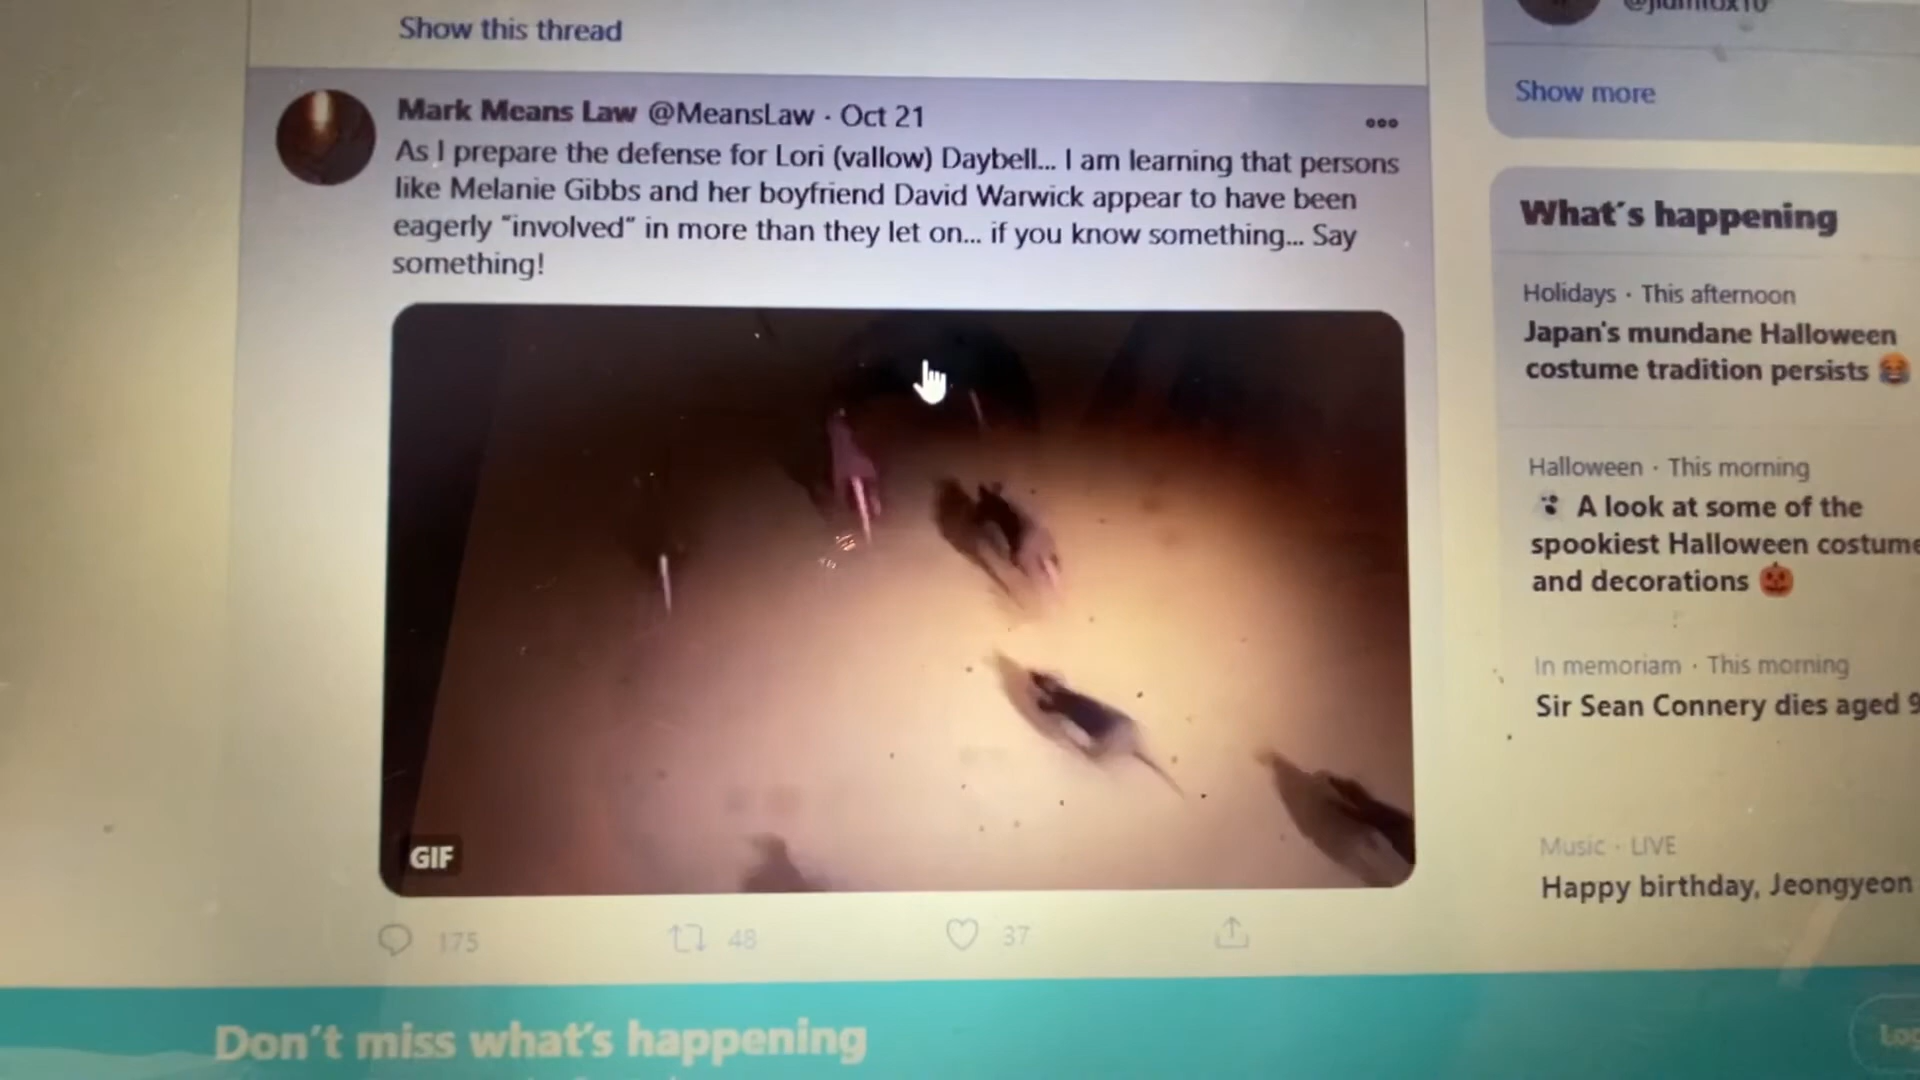 Show this thread
Mark Means Law @MeansLaw · Oct 21
As I prepare the defense for Lori (vallow) Daybell... I am learning that persons
like Melanie Gibbs and her boyfriend David Warwick appear to have been
eagerly “involved” in more than they let on... if you know something... Say
something!
GIF
175 48 37
Don't miss what's happening
Show more
What's happening
Holidays · This afternoon
Japan's mundane Halloween
costume tradition persists 😂
Halloween · This morning
A look at some of the
spookiest Halloween costume
and decorations 🎃
In memoriam · This morning
Sir Sean Connery dies aged 9
Music · LIVE
Happy birthday, Jeongyeon
Log